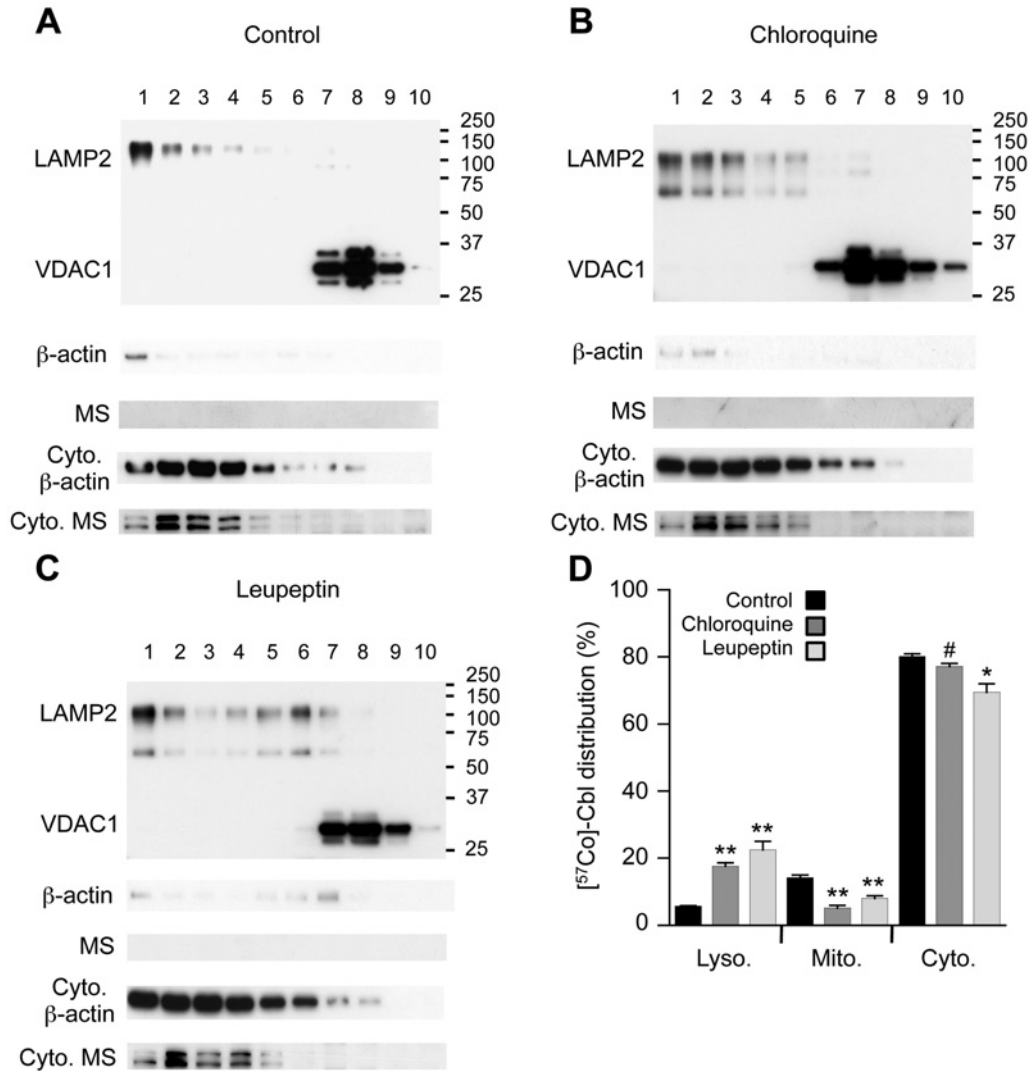 A
Control
1 2 3 4 5 6 7 8 9 10
250
150
LAMP2
100
75
50
37
VDAC1
25
β-actin
MS
Cyto.
β-actin
Cyto. MS
B
Chloroquine
1 2 3 4 5 6 7 8 9 10
250
150
LAMP2
100
75
50
37
VDAC1
25
β-actin
MS
Cyto.
β-actin
Cyto. MS
C
Leupeptin
1 2 3 4 5 6 7 8 9 10
250
150
LAMP2
100
75
50
37
VDAC1
25
β-actin
MS
Cyto.
β-actin
Cyto. MS
D
[⁵⁷Co]-Cbl distribution (%)
100
80
60
40
20
0
Control
Chloroquine
Leupeptin
** **
** **
# *
Lyso. Mito. Cyto.